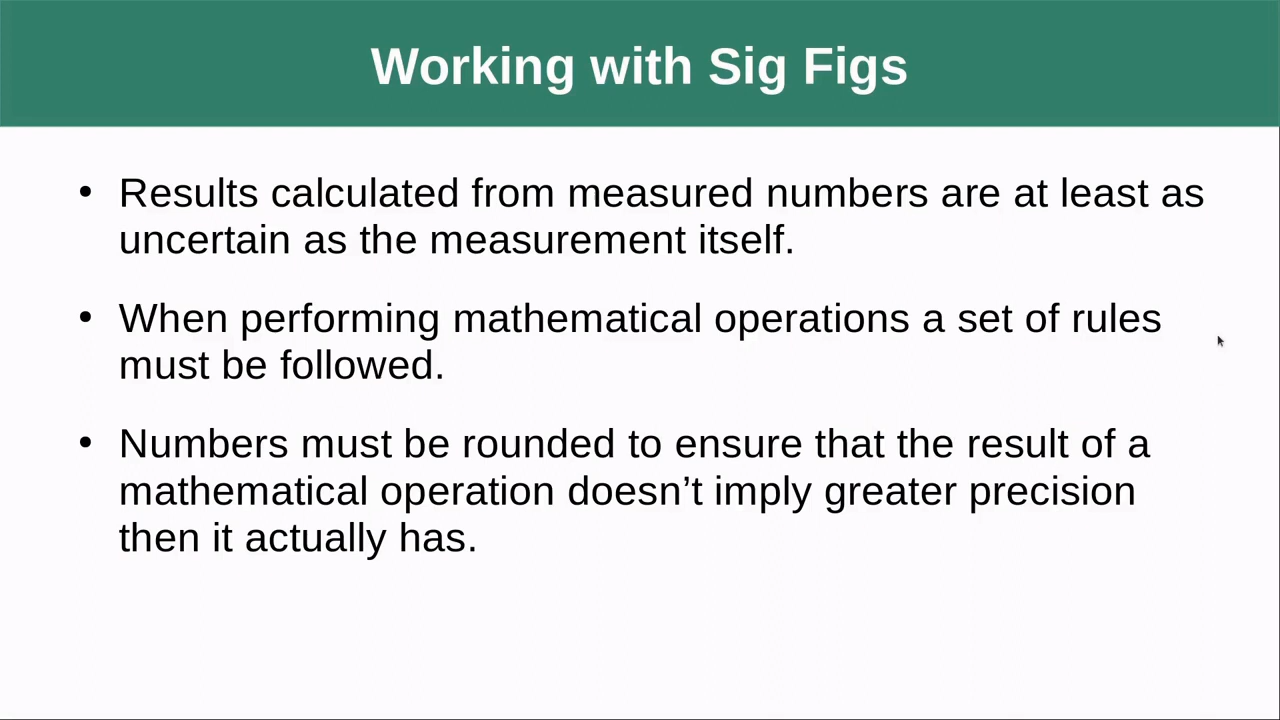 Working with Sig Figs
• Results calculated from measured numbers are at least as
uncertain as the measurement itself.
• When performing mathematical operations a set of rules
must be followed.
• Numbers must be rounded to ensure that the result of a
mathematical operation doesn’t imply greater precision
then it actually has.